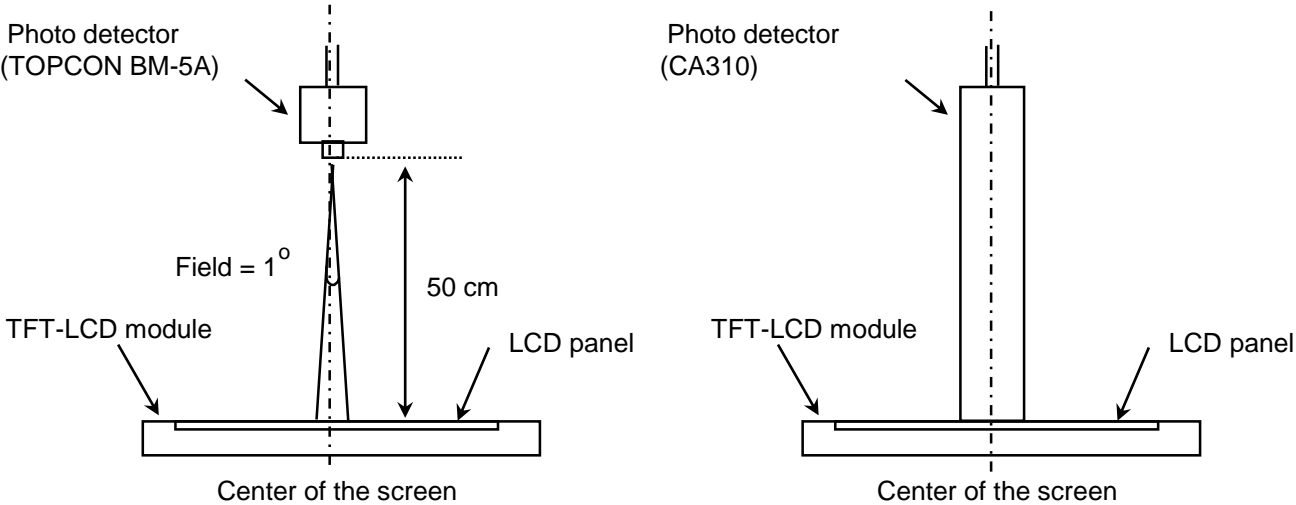 Photo detector
(TOPCON BM-5A)
Field = 1°
50 cm
TFT-LCD module
LCD panel
Center of the screen
Photo detector
(CA310)
TFT-LCD module
LCD panel
Center of the screen